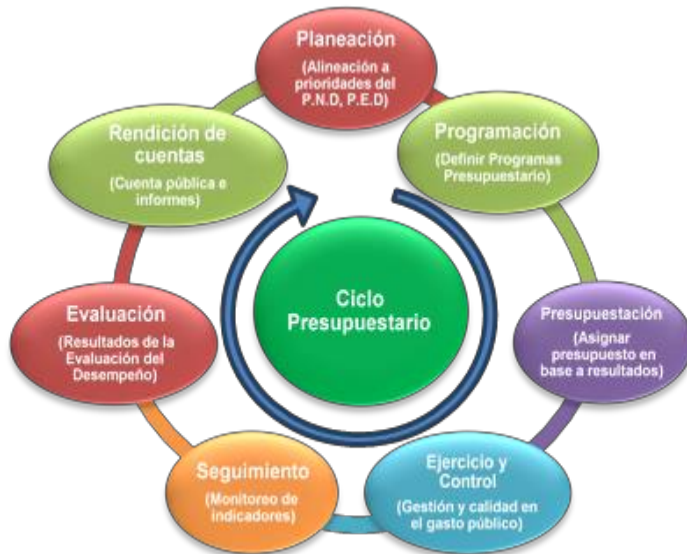 Planeación
(Alineación a
prioridades del
P.N.D, P.E.D)
Programación
(Definir Programas
Presupuestario)
Presupuestación
(Asignar
presupuesto en
base a resultados)
Ejercicio y
Control
(Gestión y calidad en
el gasto público)
Seguimiento
(Monitoreo de
indicadores)
Evaluación
(Resultados de la
Evaluación del
Desempeño)
Rendición de
cuentas
(Cuenta pública e
informes)
Ciclo
Presupuestario